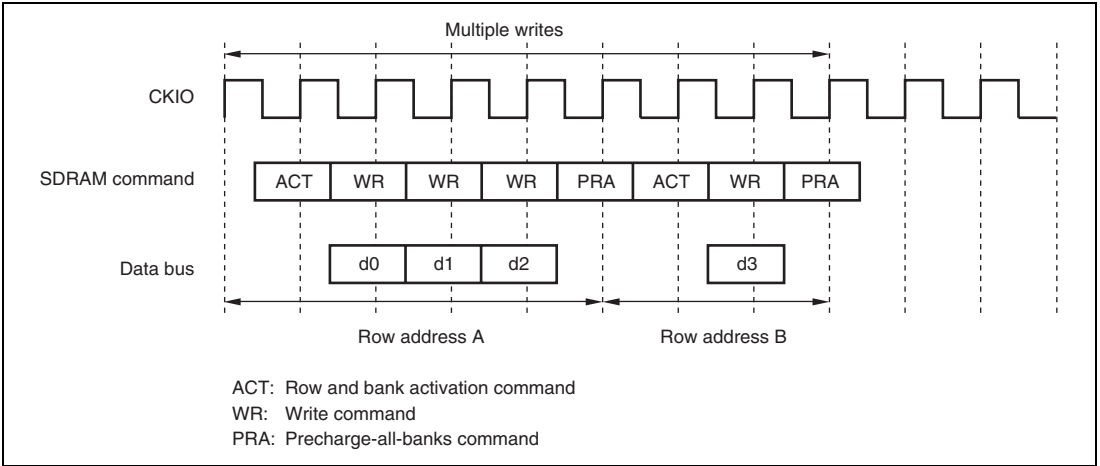 Multiple writes
CKIO
SDRAM command ACT WR WR WR PRA ACT WR PRA
Data bus d0 d1 d2 d3
Row address A Row address B
ACT: Row and bank activation command
WR: Write command
PRA: Precharge-all-banks command